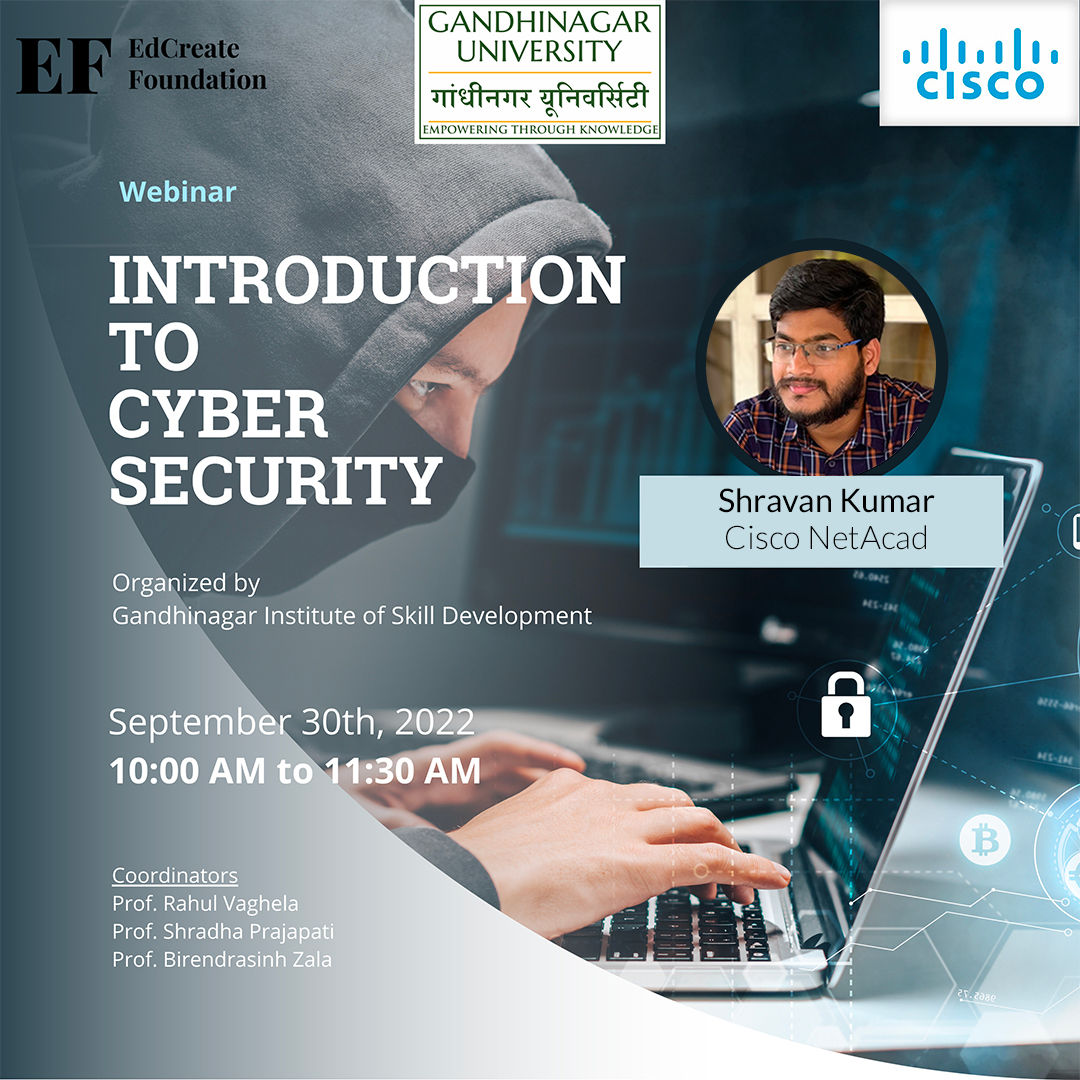 EF EdCreate
Foundation
GANDHINAGAR
UNIVERSITY
गांधीनगर यूनिवर्सिटी
EMPOWERING THROUGH KNOWLEDGE
CISCO
Webinar
INTRODUCTION
TO
CYBER
SECURITY
Shravan Kumar
Cisco NetAcad
Organized by
Gandhinagar Institute of Skill Development
September 30th, 2022
10:00 AM to 11:30 AM
Coordinators
Prof. Rahul Vaghela
Prof. Shradha Prajapati
Prof. Birendrasinh Zala
9865.75